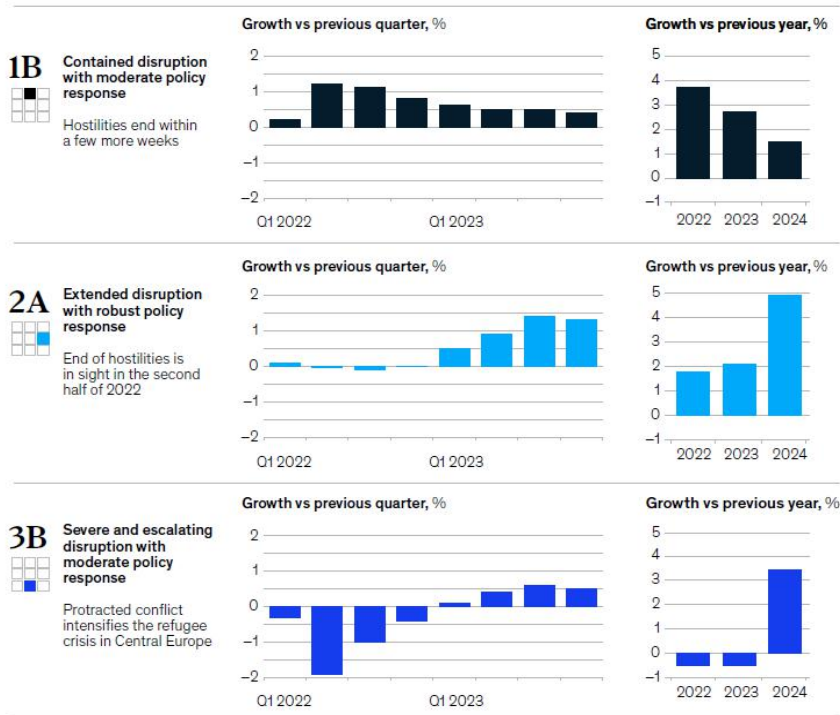 Growth vs previous quarter, %
Growth vs previous year, %
1B
Contained disruption
with moderate policy
response
Hostilities end within
a few more weeks
2
1
0
–1
–2
Q1 2022
Q1 2023
5
4
3
2
1
0
–1
2022
2023
2024
Growth vs previous quarter, %
Growth vs previous year, %
2A
Extended disruption
with robust policy
response
End of hostilities is
in sight in the second
half of 2022
2
1
0
–1
–2
Q1 2022
Q1 2023
5
4
3
2
1
0
–1
2022
2023
2024
Growth vs previous quarter, %
Growth vs previous year, %
3B
Severe and escalating
disruption with
moderate policy
response
Protracted conflict
intensifies the refugee
crisis in Central Europe
2
1
0
–1
–2
Q1 2022
Q1 2023
5
4
3
2
1
0
–1
2022
2023
2024